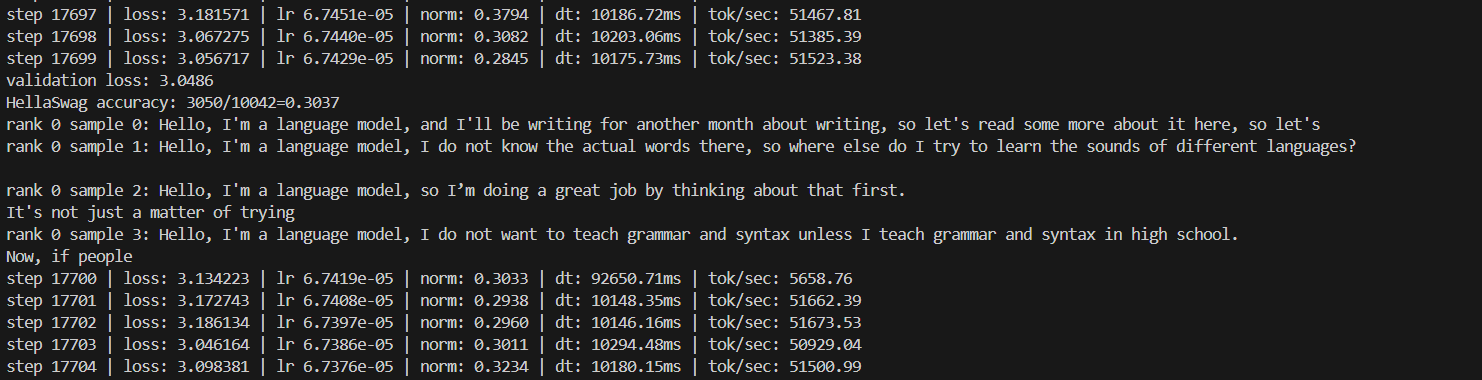 step 17697 | loss: 3.181571 | lr 6.7451e-05 | norm: 0.3794 | dt: 10186.72ms | tok/sec: 51467.81
step 17698 | loss: 3.067275 | lr 6.7440e-05 | norm: 0.3082 | dt: 10203.06ms | tok/sec: 51385.39
step 17699 | loss: 3.056717 | lr 6.7429e-05 | norm: 0.2845 | dt: 10175.73ms | tok/sec: 51523.38
validation loss: 3.0486
HellaSwag accuracy: 3050/10042=0.3037
rank 0 sample 0: Hello, I'm a language model, and I'll be writing for another month about writing, so let's read some more about it here, so let's
rank 0 sample 1: Hello, I'm a language model, I do not know the actual words there, so where else do I try to learn the sounds of different languages?
rank 0 sample 2: Hello, I'm a language model, so I’m doing a great job by thinking about that first.
It's not just a matter of trying
rank 0 sample 3: Hello, I'm a language model, I do not want to teach grammar and syntax unless I teach grammar and syntax in high school.
Now, if people
step 17700 | loss: 3.134223 | lr 6.7419e-05 | norm: 0.3033 | dt: 92650.71ms | tok/sec: 5658.76
step 17701 | loss: 3.172743 | lr 6.7408e-05 | norm: 0.2938 | dt: 10148.35ms | tok/sec: 51662.39
step 17702 | loss: 3.186134 | lr 6.7397e-05 | norm: 0.2960 | dt: 10146.16ms | tok/sec: 51673.53
step 17703 | loss: 3.046164 | lr 6.7386e-05 | norm: 0.3011 | dt: 10294.48ms | tok/sec: 50929.04
step 17704 | loss: 3.098381 | lr 6.7376e-05 | norm: 0.3234 | dt: 10180.15ms | tok/sec: 51500.99